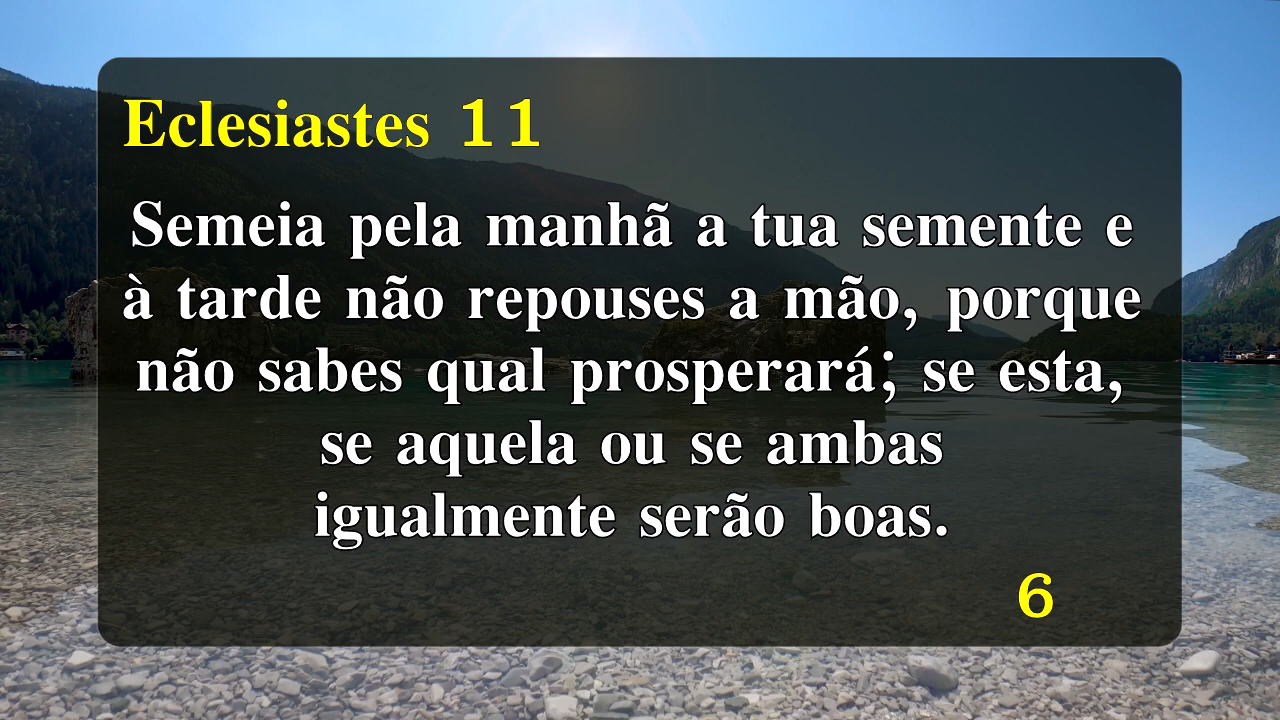 Eclesiastes 11
Semeia pela manhã a tua semente e
à tarde não repouses a mão, porque
não sabes qual prosperará; se esta,
se aquela ou se ambas
igualmente serão boas.
6